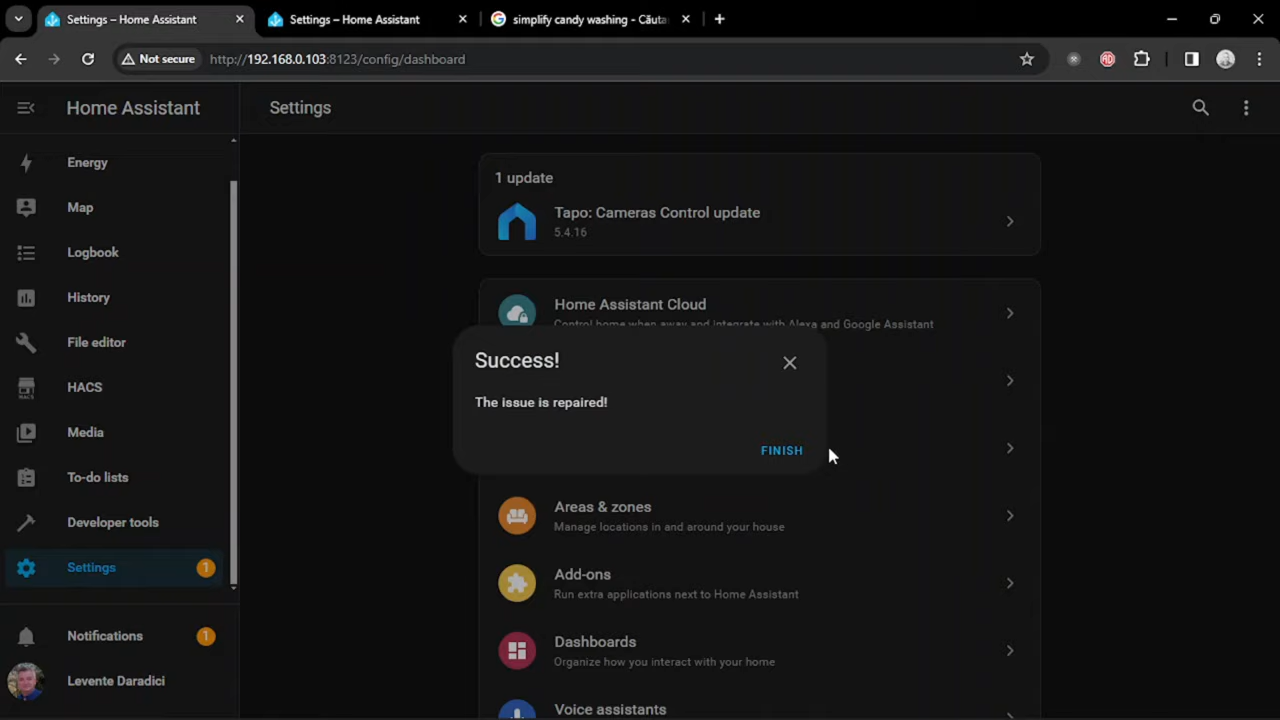 Settings – Home Assistant
Settings – Home Assistant
simplify candy washing - Căuta
Not secure
http://192.168.0.103:8123/config/dashboard
Home Assistant
Energy
Map
Logbook
History
File editor
HACS
HACS
Media
To-do lists
Developer tools
Settings 1
Notifications 1
Levente Daradici
Settings
1 update
Tapo: Cameras Control update
5.4.16
Home Assistant Cloud
Control home when away and integrate with Alexa and Google Assistant
Success!
The issue is repaired!
FINISH
Areas & zones
Manage locations in and around your house
Add-ons
Run extra applications next to Home Assistant
Dashboards
Organize how you interact with your home
Voice assistants